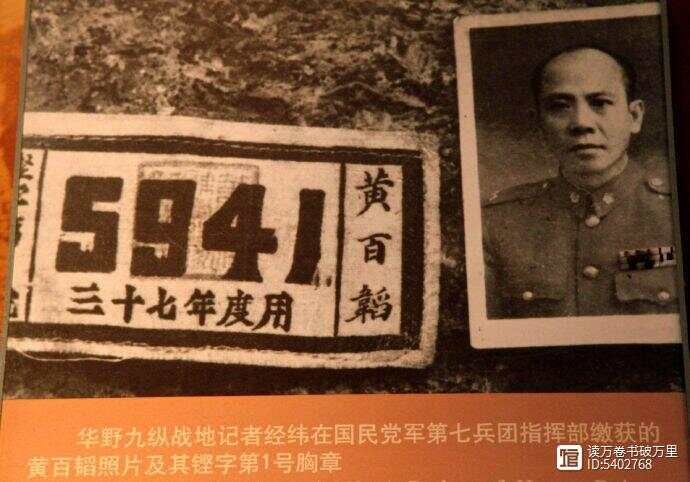 5941
三十七年度用
黄百韜
华野九纵战地记者经纬在国民党军第七兵团指挥部缴获的
黄百韬照片及其铿字第1号胸章
读万卷书破万里
ID:5402768